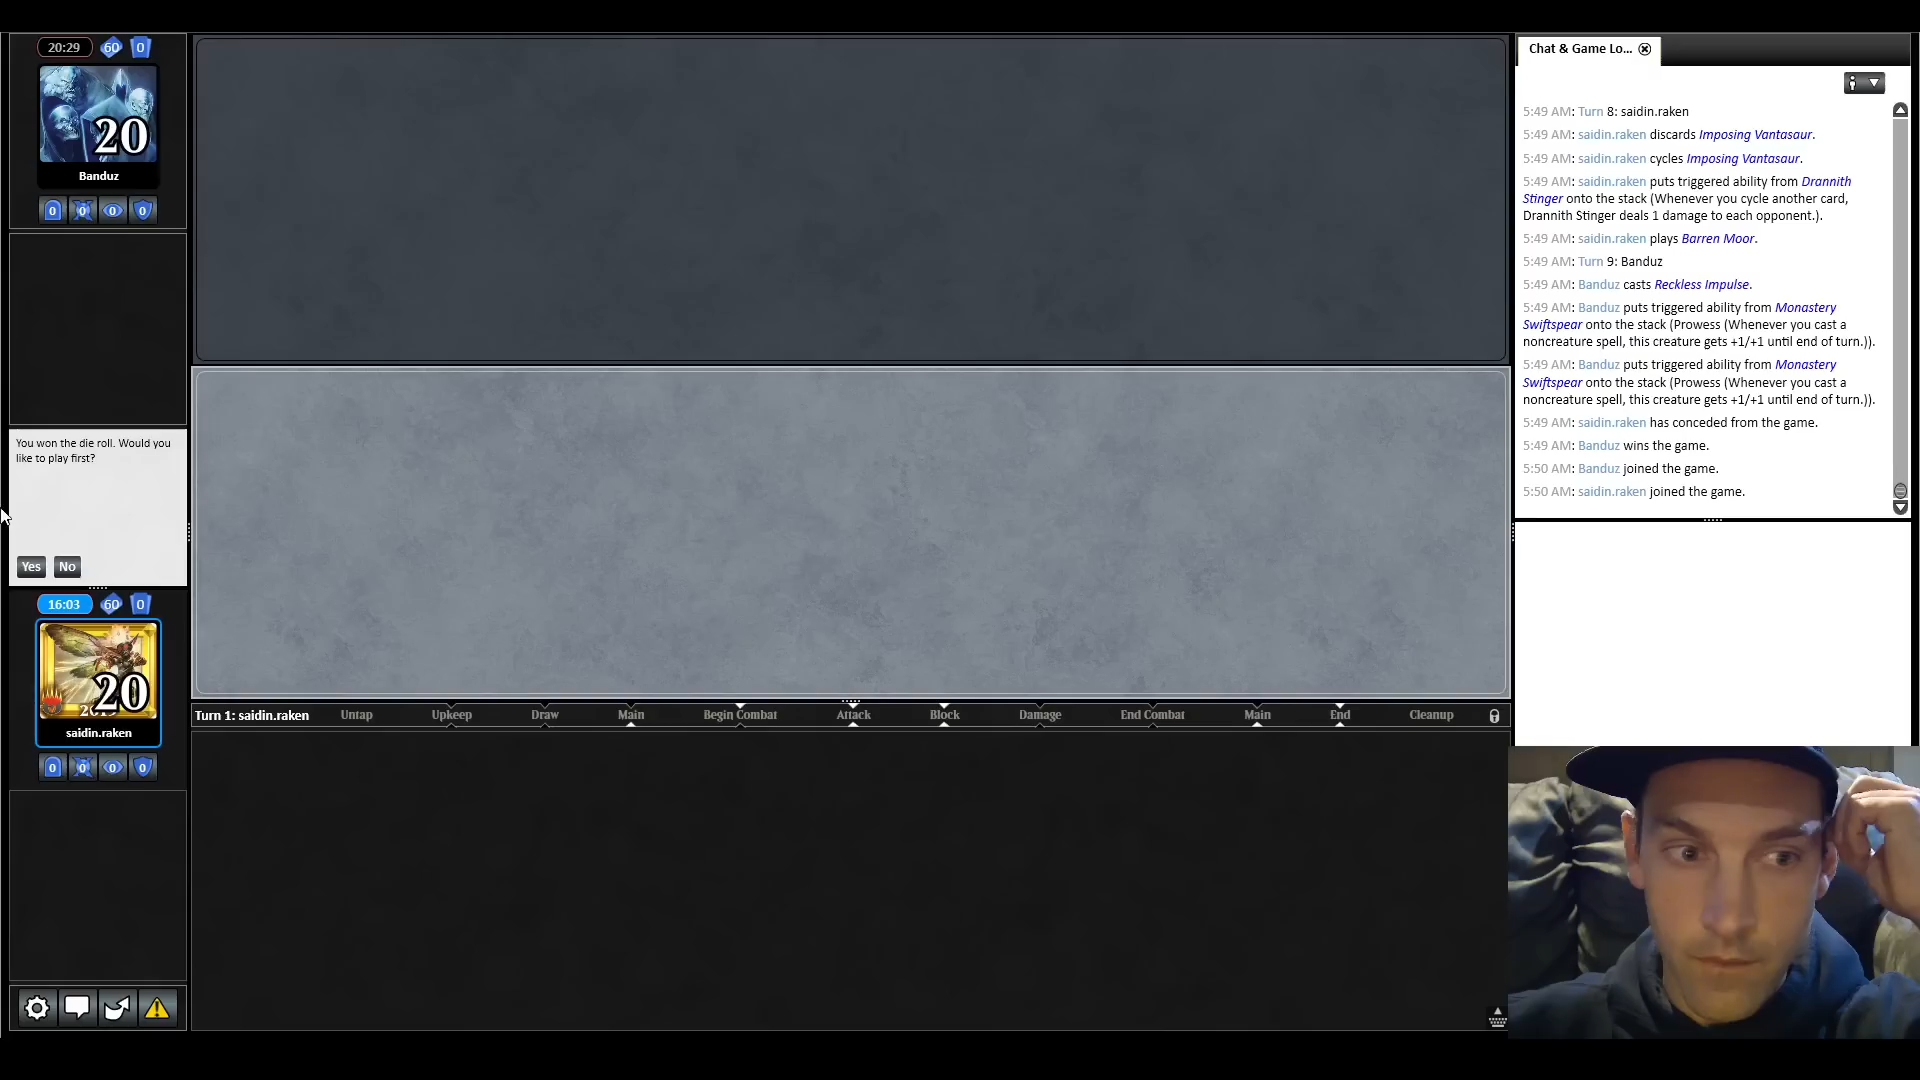 20:29 60 0
20
Banduz
0 0 0 0
You won the die roll. Would you
like to play first?
Yes No
16:03 60 0
20
saidin.raken
0 0 0 0
Turn 1: saidin.raken Untap Upkeep Draw Main Begin Combat Attack Block Damage End Combat Main End Cleanup
Chat & Game Lo...
5:49 AM: Turn 8: saidin.raken
5:49 AM: saidin.raken discards Imposing Vantasaur.
5:49 AM: saidin.raken cycles Imposing Vantasaur.
5:49 AM: saidin.raken puts triggered ability from Drannith
Stinger onto the stack (Whenever you cycle another card,
Drannith Stinger deals 1 damage to each opponent.).
5:49 AM: saidin.raken plays Barren Moor.
5:49 AM: Turn 9: Banduz
5:49 AM: Banduz casts Reckless Impulse.
5:49 AM: Banduz puts triggered ability from Monastery
Swiftspear onto the stack (Prowess (Whenever you cast a
noncreature spell, this creature gets +1/+1 until end of turn.)).
5:49 AM: Banduz puts triggered ability from Monastery
Swiftspear onto the stack (Prowess (Whenever you cast a
noncreature spell, this creature gets +1/+1 until end of turn.)).
5:49 AM: saidin.raken has conceded from the game.
5:49 AM: Banduz wins the game.
5:50 AM: Banduz joined the game.
5:50 AM: saidin.raken joined the game.